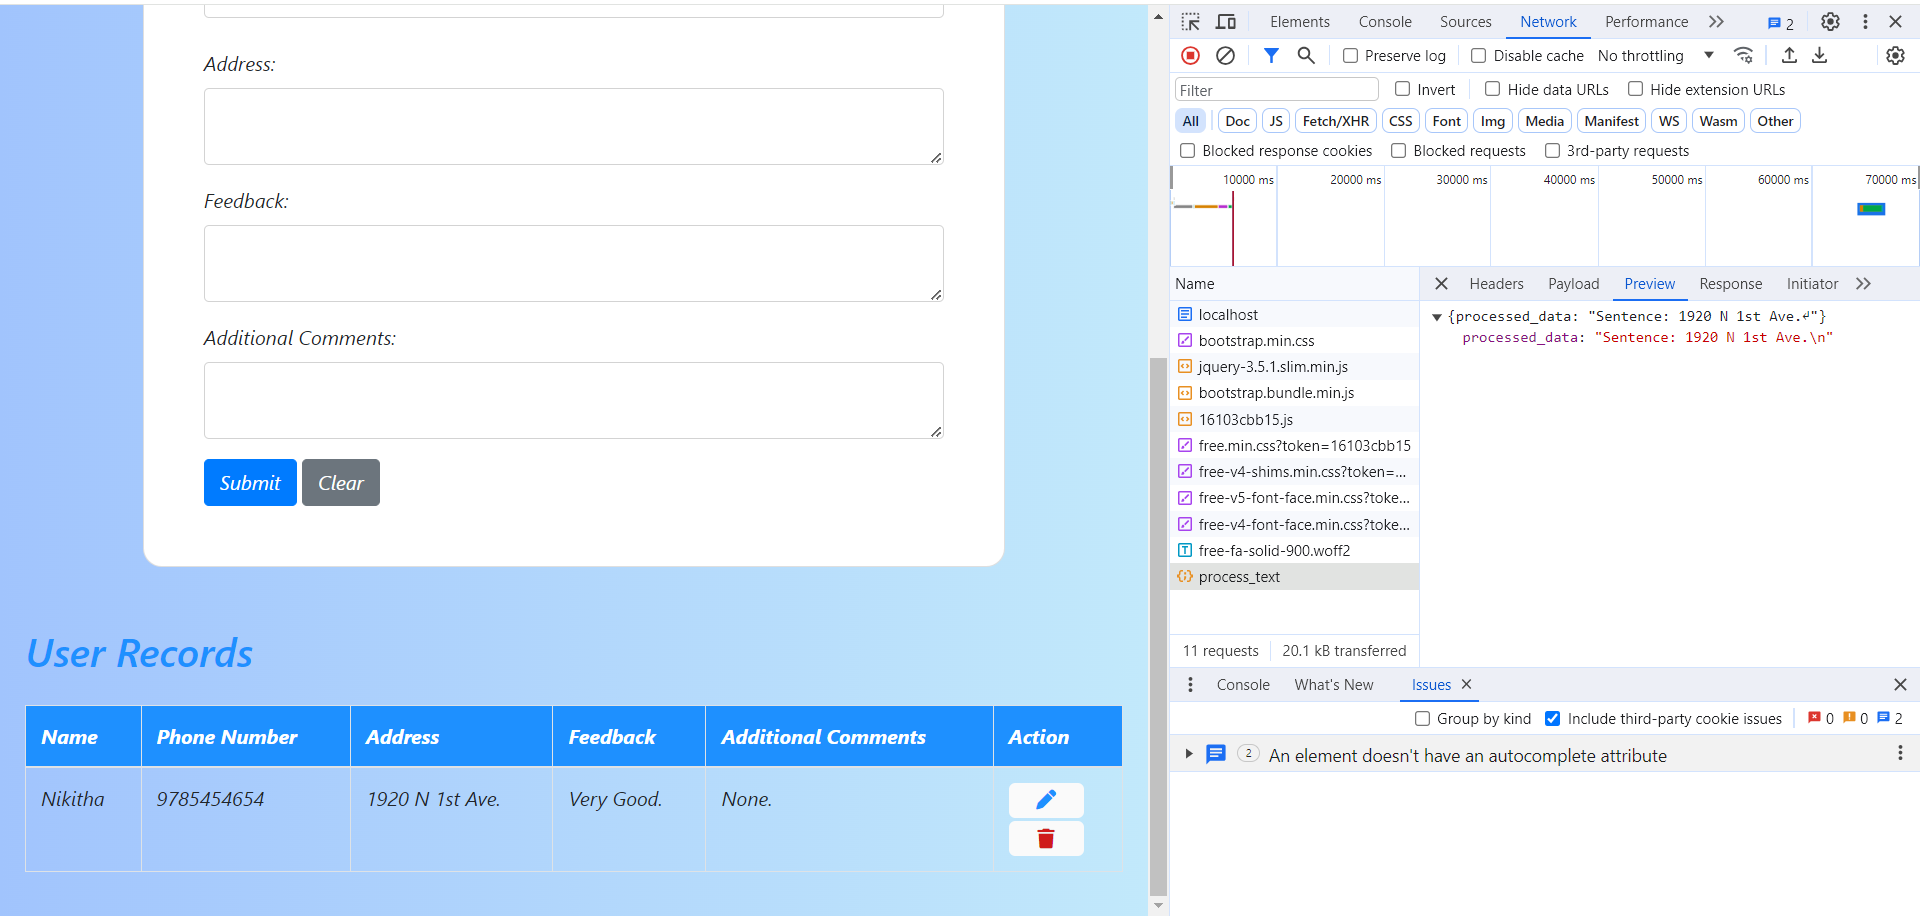 Address:
Feedback:
Additional Comments:
Submit Clear
User Records
Name Phone Number Address Feedback Additional Comments Action
Nikitha 9785454654 1920 N 1st Ave. Very Good. None.
Elements Console Sources Network Performance 2
Preserve log Disable cache No throttling
Filter Invert Hide data URLs Hide extension URLs
All Doc JS Fetch/XHR CSS Font Img Media Manifest WS Wasm Other
Blocked response cookies Blocked requests 3rd-party requests
10000 ms 20000 ms 30000 ms 40000 ms 50000 ms 60000 ms 70000 ms
Name
localhost
bootstrap.min.css
jquery-3.5.1.slim.min.js
bootstrap.bundle.min.js
16103cbb15.js
free.min.css?token=16103cbb15
free-v4-shims.min.css?token=...
free-v5-font-face.min.css?toke...
free-v4-font-face.min.css?toke...
free-fa-solid-900.woff2
process_text
11 requests 20.1 kB transferred
Headers Payload Preview Response Initiator
{processed_data: "Sentence: 1920 N 1st Ave.↲"}
processed_data: "Sentence: 1920 N 1st Ave.\n"
Console What's New Issues
Group by kind Include third-party cookie issues 0 0 2
2 An element doesn't have an autocomplete attribute